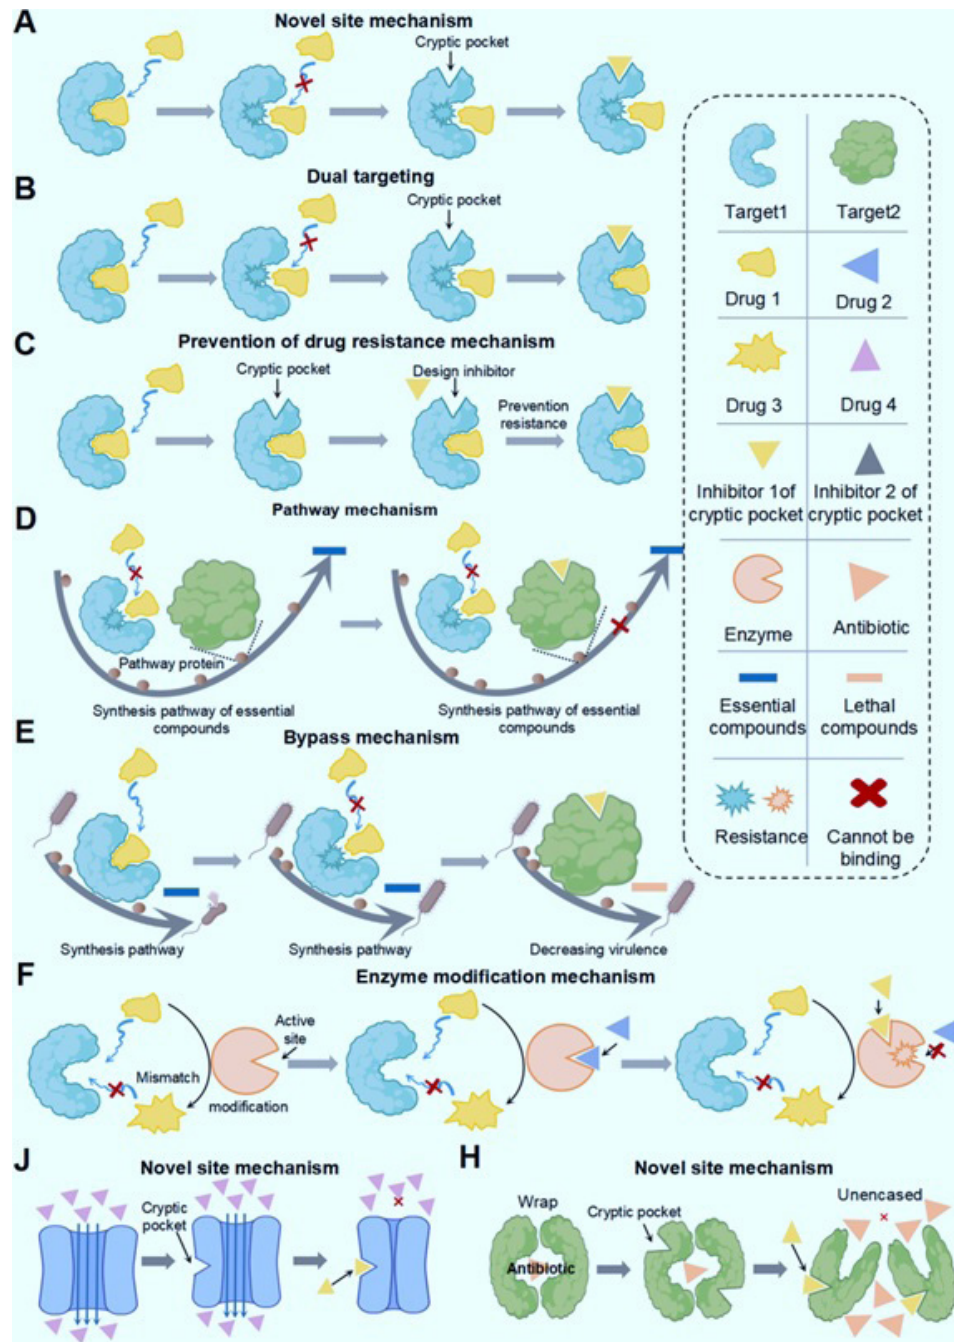 A
Novel site mechanism
Cryptic pocket
B
Dual targeting
Cryptic pocket
C
Prevention of drug resistance mechanism
Cryptic pocket
Design inhibitor
Prevention
resistance
D
Pathway mechanism
Pathway protein
Synthesis pathway of essential
compounds
Synthesis pathway of essential
compounds
E
Bypass mechanism
Synthesis pathway
Synthesis pathway
Decreasing virulence
Target1
Target2
Drug 1
Drug 2
Drug 3
Drug 4
Inhibitor 1of
cryptic pocket
Inhibitor 2 of
cryptic pocket
Enzyme
Antibiotic
Essential
compounds
Lethal
compounds
Resistance
Cannot be
binding
F
Enzyme modification mechanism
Active
site
Mismatch
modification
J
Novel site mechanism
Cryptic
pocket
H
Novel site mechanism
Wrap
Cryptic pocket
Unencased
Antibiotic